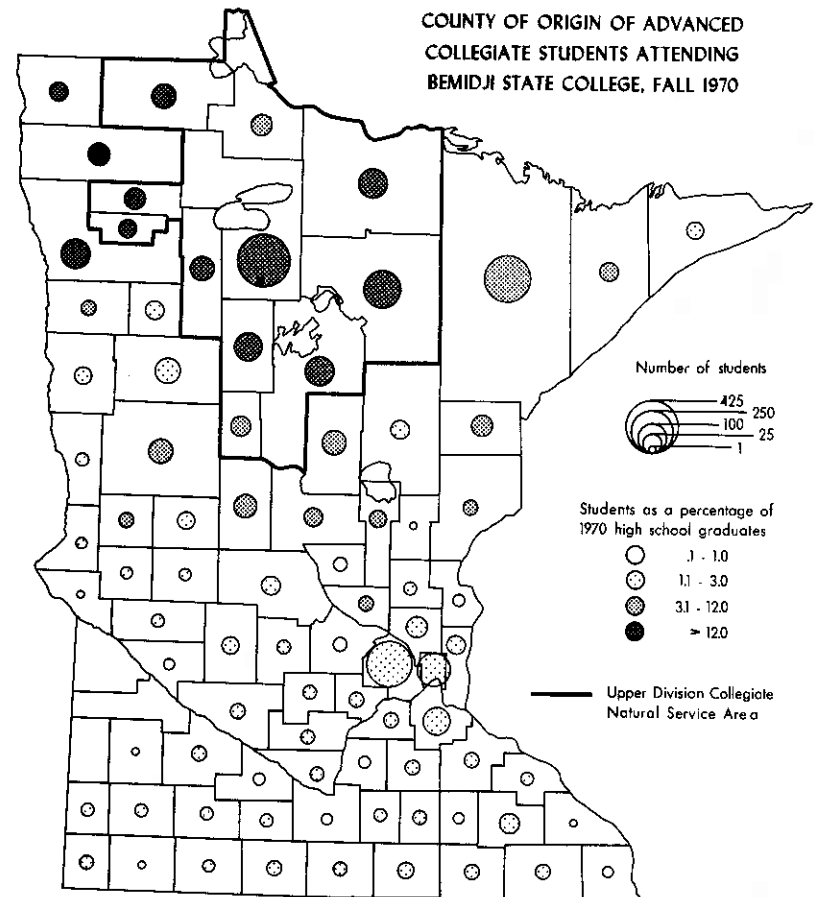 COUNTY OF ORIGIN OF ADVANCED
COLLEGIATE STUDENTS ATTENDING
BEMIDJI STATE COLLEGE, FALL 1970
Number of students
425
250
100
25
1
Students as a percentage of
1970 high school graduates
.1 - 1.0
1.1 - 3.0
3.1 - 12.0
> 12.0
Upper Division Collegiate
Natural Service Area